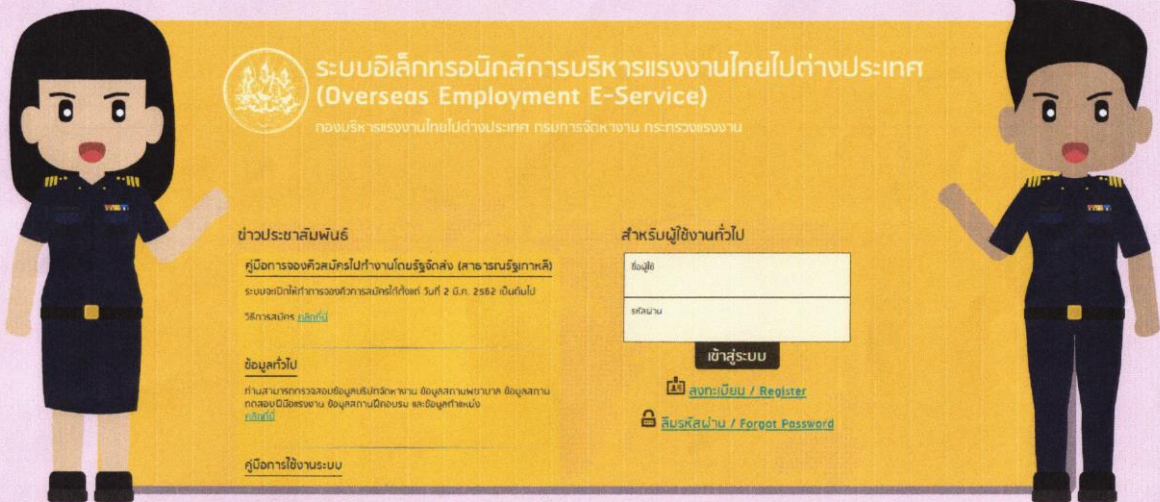 ระบบอิเล็กทรอนิกส์การบริหารแรงงานไทยไปต่างประเทศ
(Overseas Employment E-Service)
กองบริหารแรงงานไทยไปต่างประเทศ กรมการจัดหางาน กระทรวงแรงงาน
ข่าวประชาสัมพันธ์
คู่มือการจองคิวสมัครไปทำงานโดยรัฐจัดส่ง (สาธารณรัฐเกาหลี)
ระบบจะเปิดให้ทำการจองคิวการสมัครได้ตั้งแต่ วันที่ 2 มี.ค. 2562 เป็นต้นไป
วิธีการสมัคร คลิกที่นี่
ข้อมูลทั่วไป
ท่านสามารถตรวจสอบข้อมูลบริษัทจัดหางาน ข้อมูลสถานพยาบาล ข้อมูลสถาน
ทดสอบฝีมือแรงงาน ข้อมูลสถานฝึกอบรม และข้อมูลตำแหน่ง
คลิกที่นี่
คู่มือการใช้งานระบบ
สำหรับผู้ใช้งานทั่วไป
ชื่อผู้ใช้
รหัสผ่าน
เข้าสู่ระบบ
ลงทะเบียน / Register
ลืมรหัสผ่าน / Forgot Password